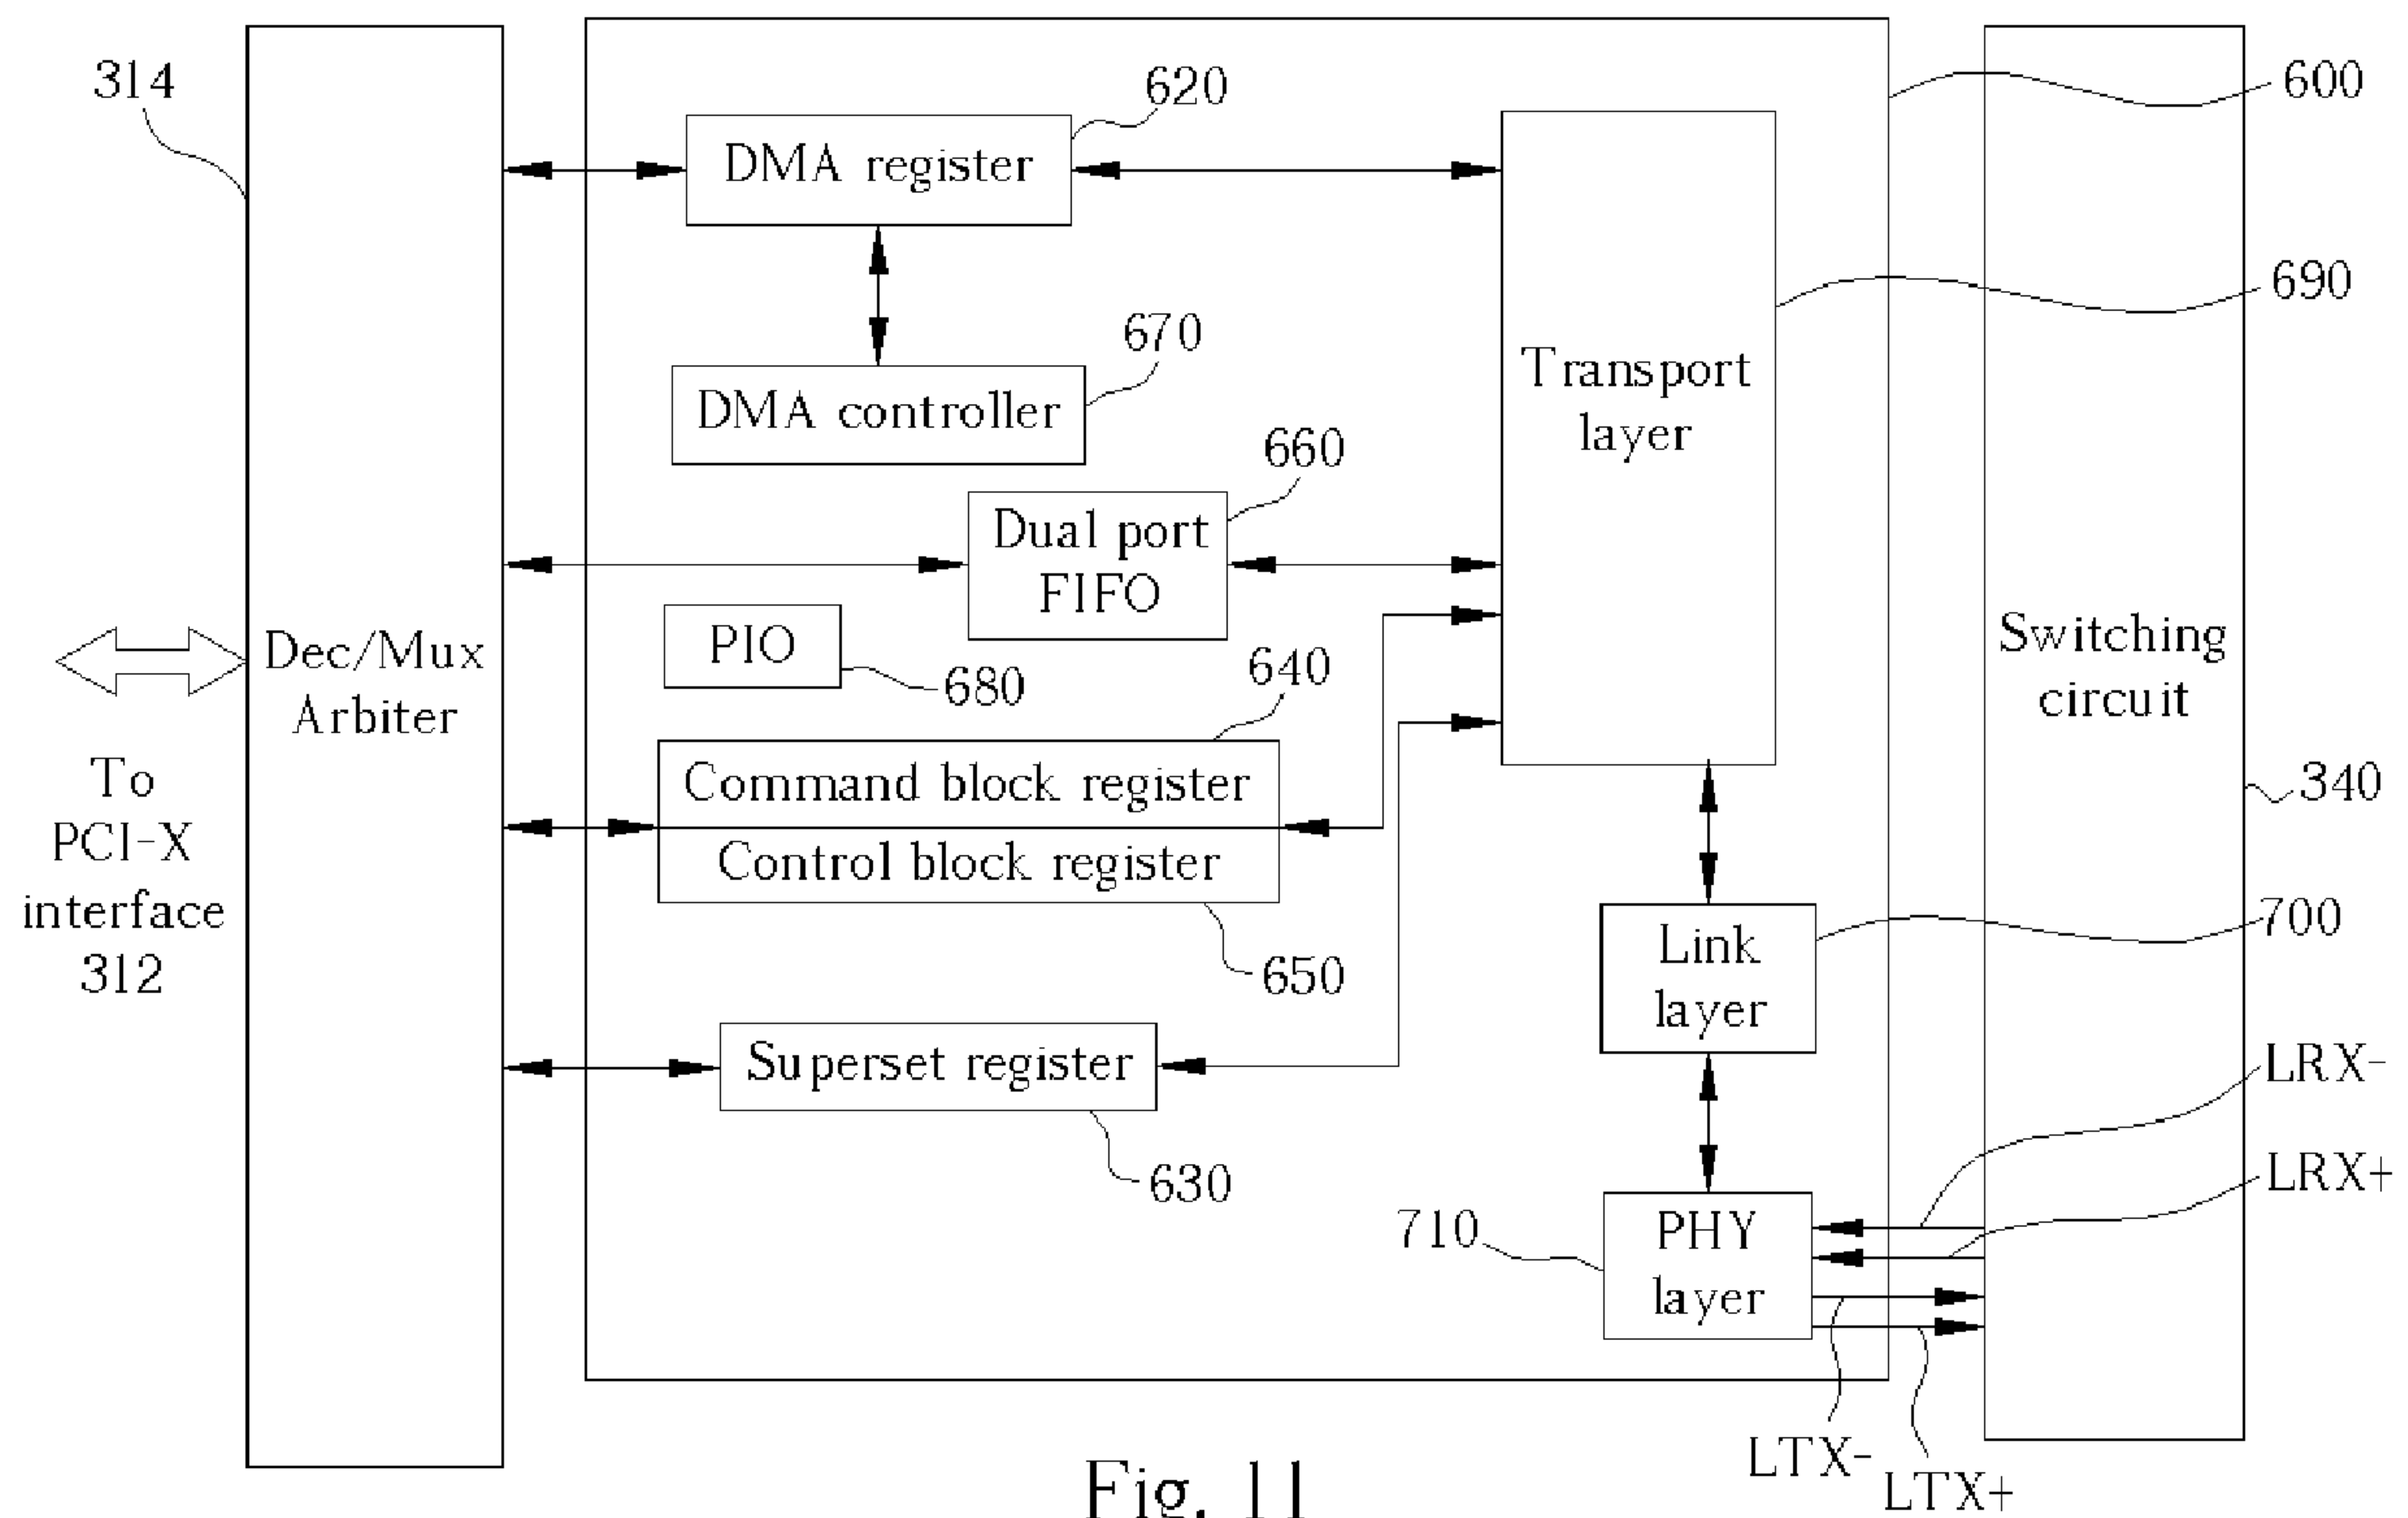 314
620
600
DMA register
690
670
Transport
layer
DMA controller
660
Dual port
FIFO
PIO
680
640
Dec/Mux
Arbiter
Switching
circuit
To
PCI-X
interface
312
Command block register
Control block register
340
650
700
Link
layer
Superset register
630
LRX-
LRX+
710
PHY
layer
LTX-
LTX+
Fig. 11